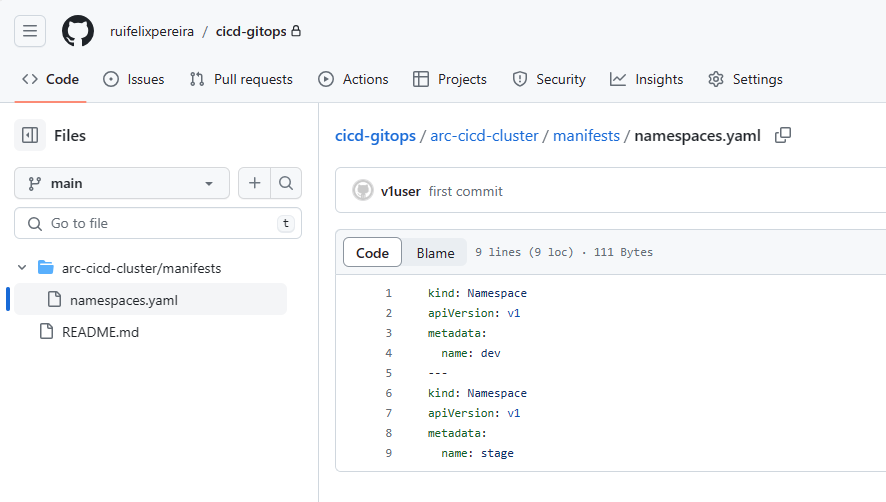 ruifelixpereira / cicd-gitops
Code Issues Pull requests Actions Projects Security Insights Settings
Files
main
Go to file t
arc-cicd-cluster/manifests
namespaces.yaml
README.md
cicd-gitops / arc-cicd-cluster / manifests / namespaces.yaml
v1user first commit
Code Blame 9 lines (9 loc) · 111 Bytes
1 kind: Namespace
2 apiVersion: v1
3 metadata:
4   name: dev
5 ---
6 kind: Namespace
7 apiVersion: v1
8 metadata:
9   name: stage